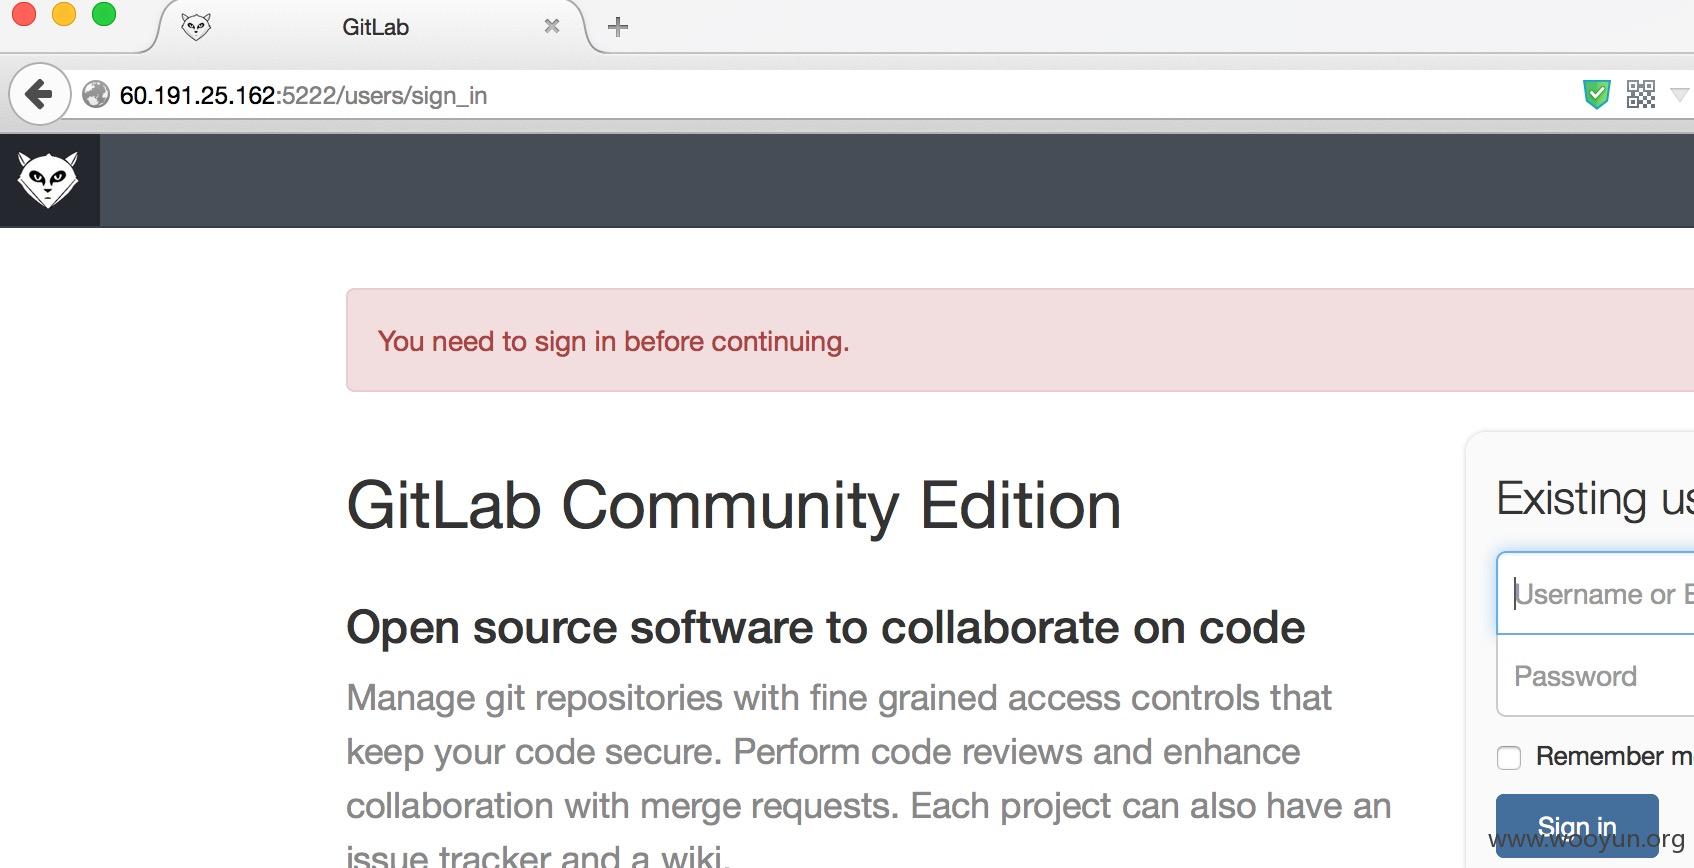 GitLab
60.191.25.162:5222/users/sign_in
You need to sign in before continuing.
GitLab Community Edition
Open source software to collaborate on code
Manage git repositories with fine grained access controls that
keep your code secure. Perform code reviews and enhance
collaboration with merge requests. Each project can also have an
issue tracker and a wiki.
Existing us
Username or E
Password
Remember m
Sign in
www.wooyun.org